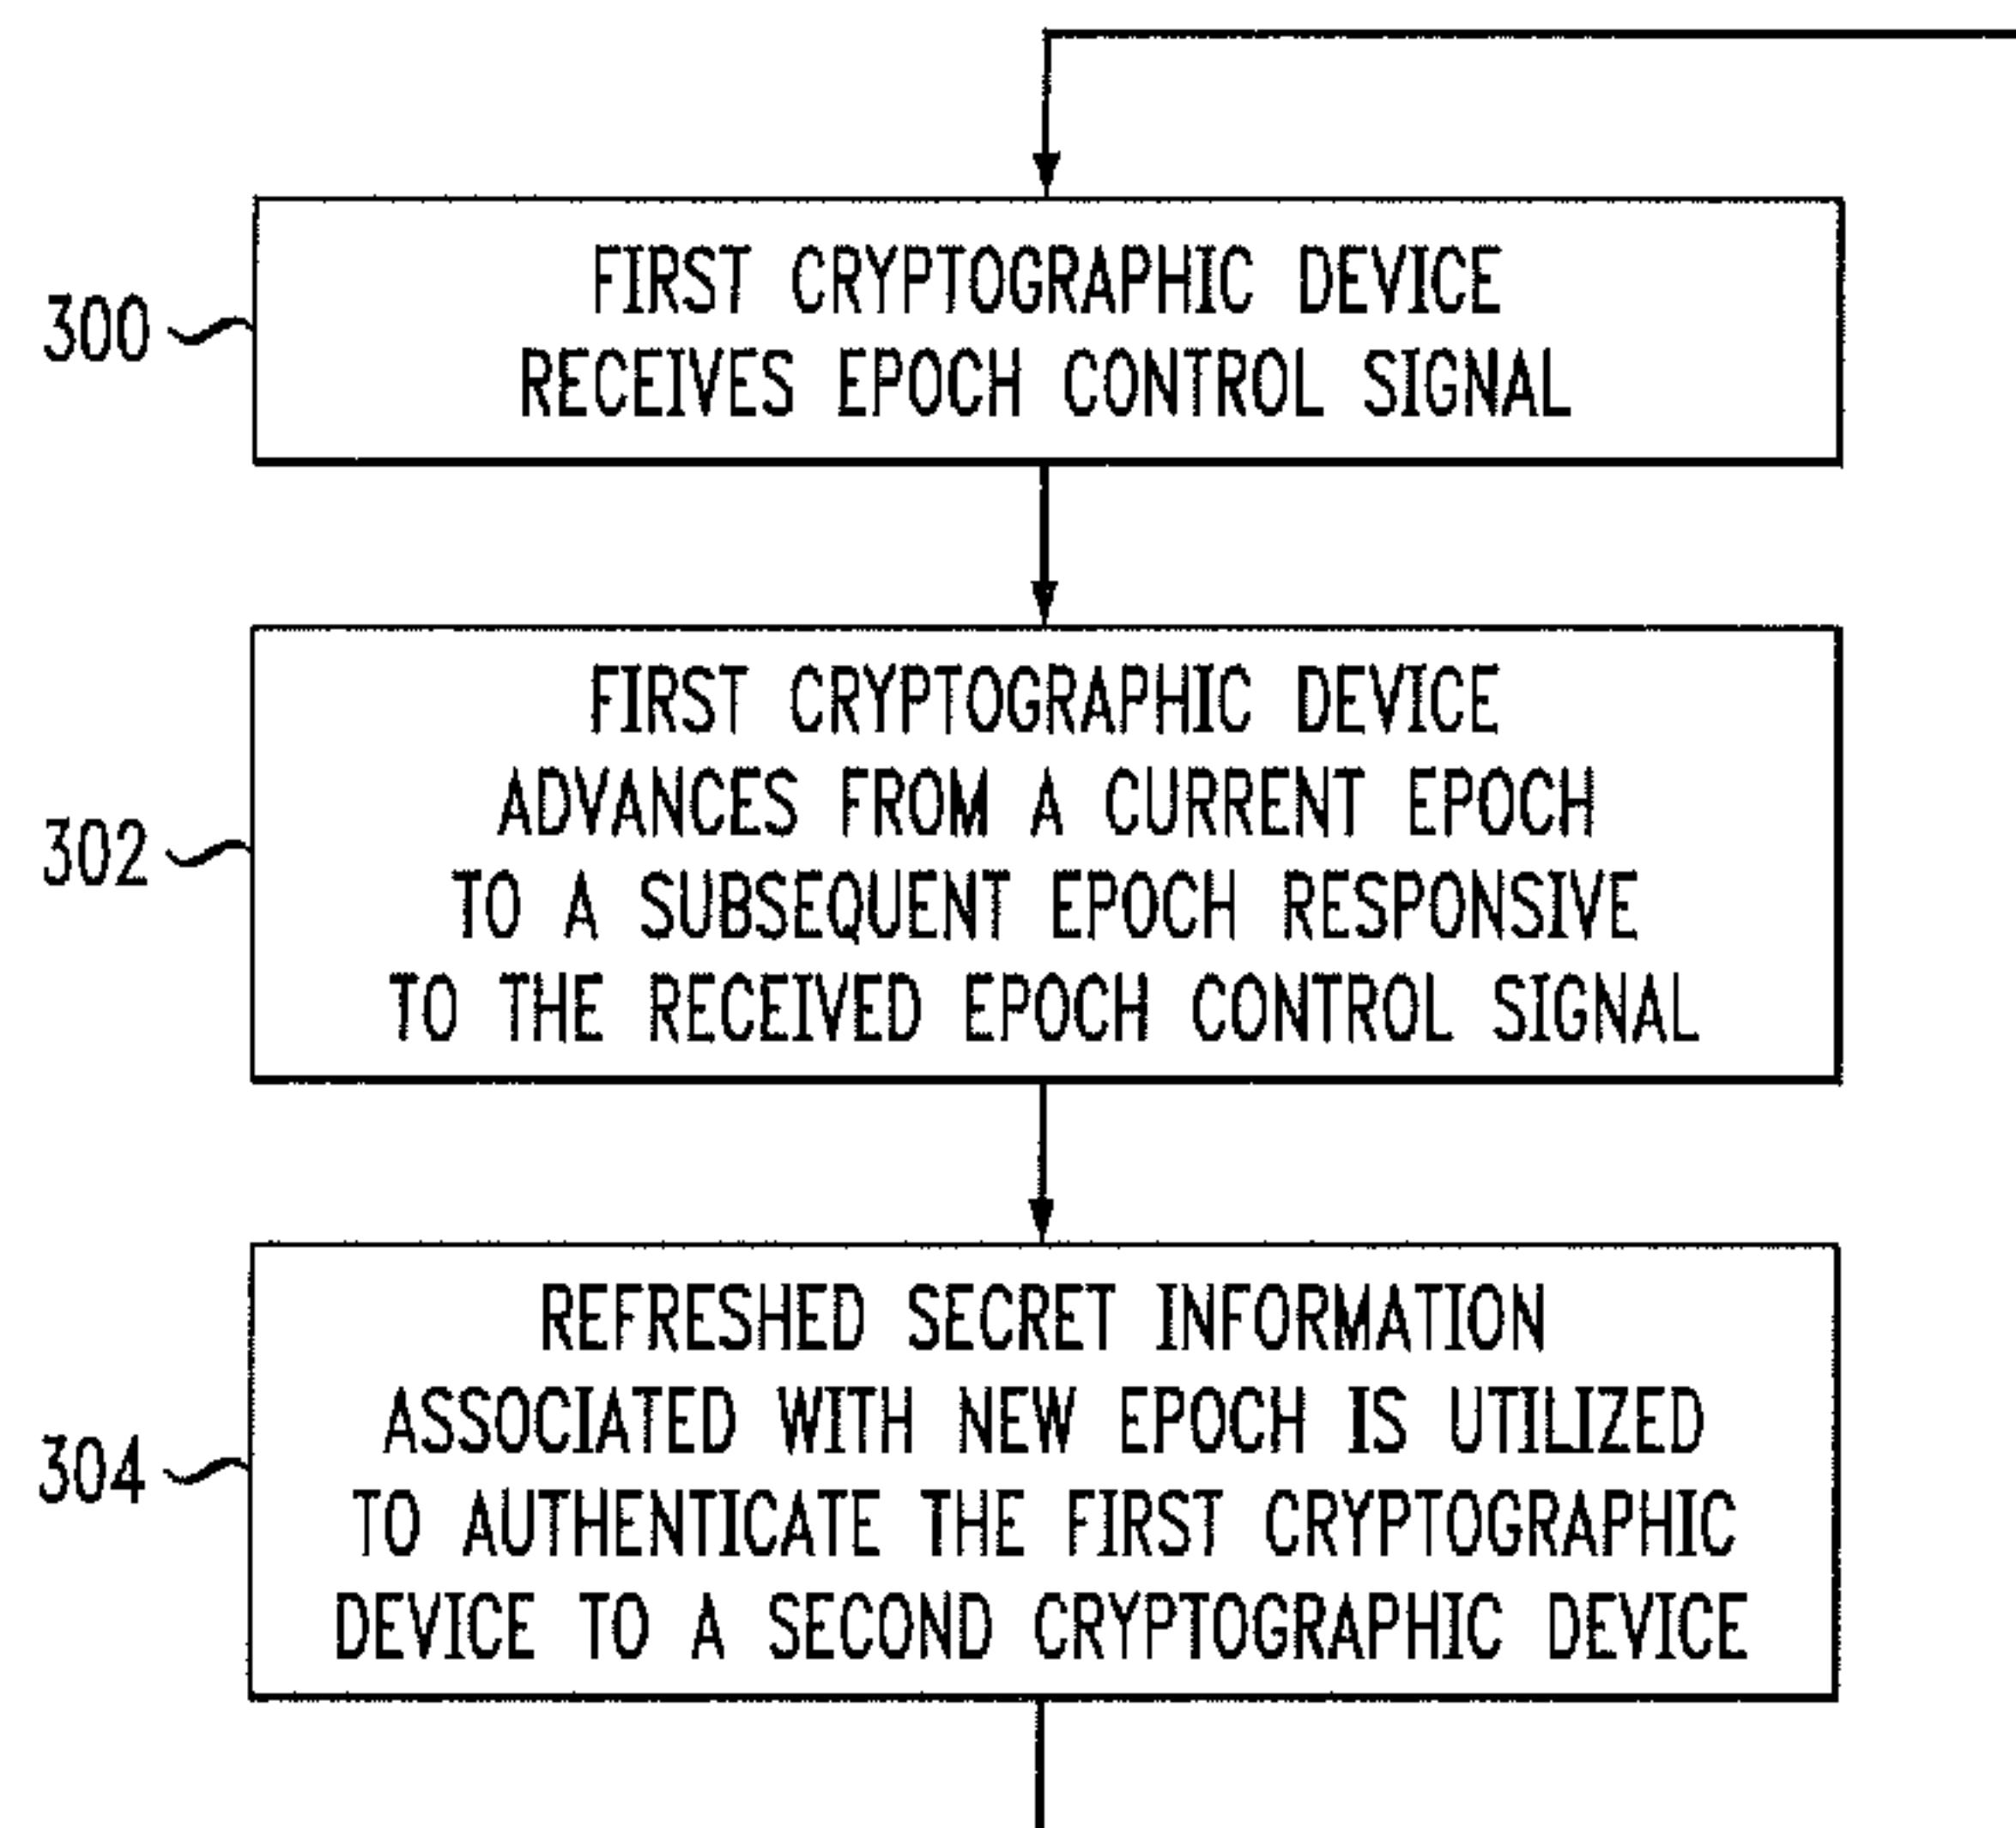 300
FIRST CRYPTOGRAPHIC DEVICE
RECEIVES EPOCH CONTROL SIGNAL
302
FIRST CRYPTOGRAPHIC DEVICE
ADVANCES FROM A CURRENT EPOCH
TO A SUBSEQUENT EPOCH RESPONSIVE
TO THE RECEIVED EPOCH CONTROL SIGNAL
304
REFRESHED SECRET INFORMATION
ASSOCIATED WITH NEW EPOCH IS UTILIZED
TO AUTHENTICATE THE FIRST CRYPTOGRAPHIC
DEVICE TO A SECOND CRYPTOGRAPHIC DEVICE